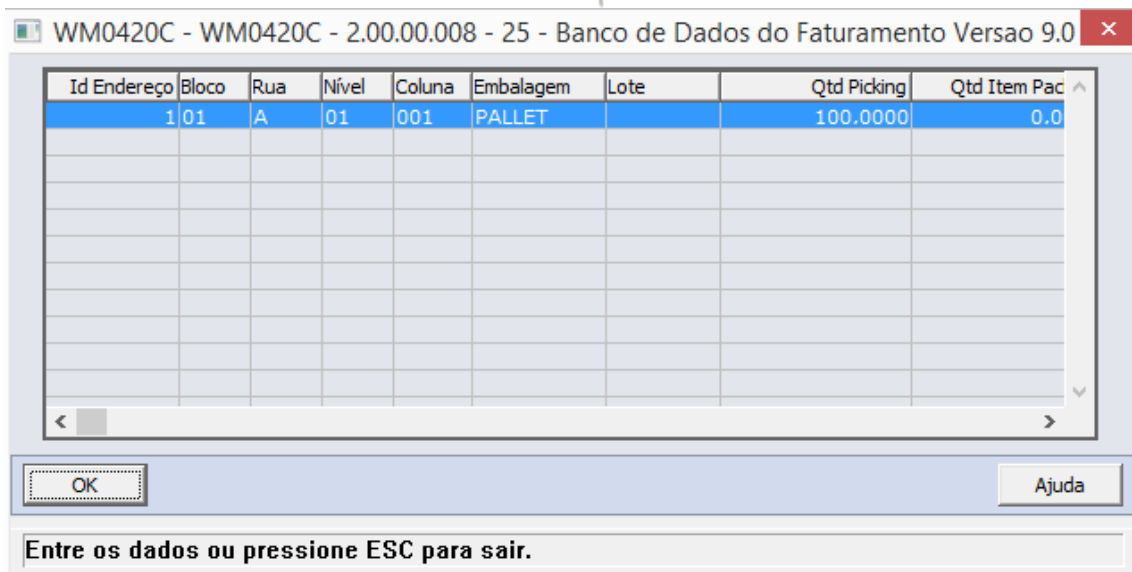 WM0420C - WM0420C - 2.00.00.008 - 25 - Banco de Dados do Faturamento Versao 9.0
Id Endereço Bloco Rua Nível Coluna Embalagem Lote Qtd Picking Qtd Item Pac
1 01 A 01 001 PALLET 100.0000 0.0
OK Ajuda
Entre os dados ou pressione ESC para sair.